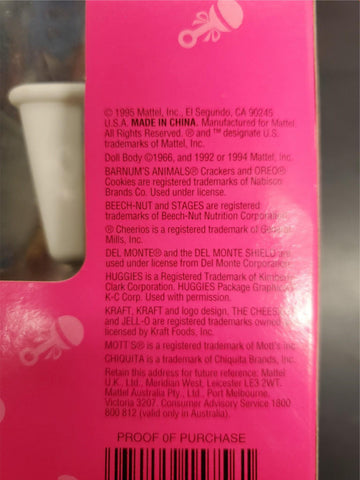 © 1995 Mattel, Inc., El Segundo, CA 90245
U.S.A. MADE IN CHINA. Manufactured for Mattel.
All Rights Reserved. ® and ™ designate U.S.
trademarks of Mattel, Inc.
Doll Body ©1966, and 1992 or 1994 Mattel, Inc.
BARNUM'S ANIMALS® Crackers and OREO®
Cookies are registered trademarks of Nabisco
Brands Co. Used under license.
BEECH-NUT and STAGES are registered
trademarks of Beech-Nut Nutrition Corporatio
® Cheerios is a registered trademark of General
Mills, Inc.
DEL MONTE® and the DEL MONTE SHIELD are
used under license from Del Monte Corporation
HUGGIES® is a Registered Trademark of Kimber
Clark Corporation. HUGGIES Package Graphics
K-C Corp. Used with permission.
KRAFT, KRAFT and logo design, THE CHEES
and JELL-O are registered trademarks owned
licensed by Kraft Foods, Inc.
MOTT'S® is a registered trademark of Mott's Inc.
CHIQUITA is a trademark of Chiquita Brands, Inc.
Retain this address for future reference: Mattel
U.K., Ltd., Meridian West, Leicester LE3 2WT.
Mattel Australia Pty., Ltd., Port Melbourne,
Victoria 3207. Consumer Advisory Service 1800
800 812 (valid only in Australia).
PROOF OF PURCHASE